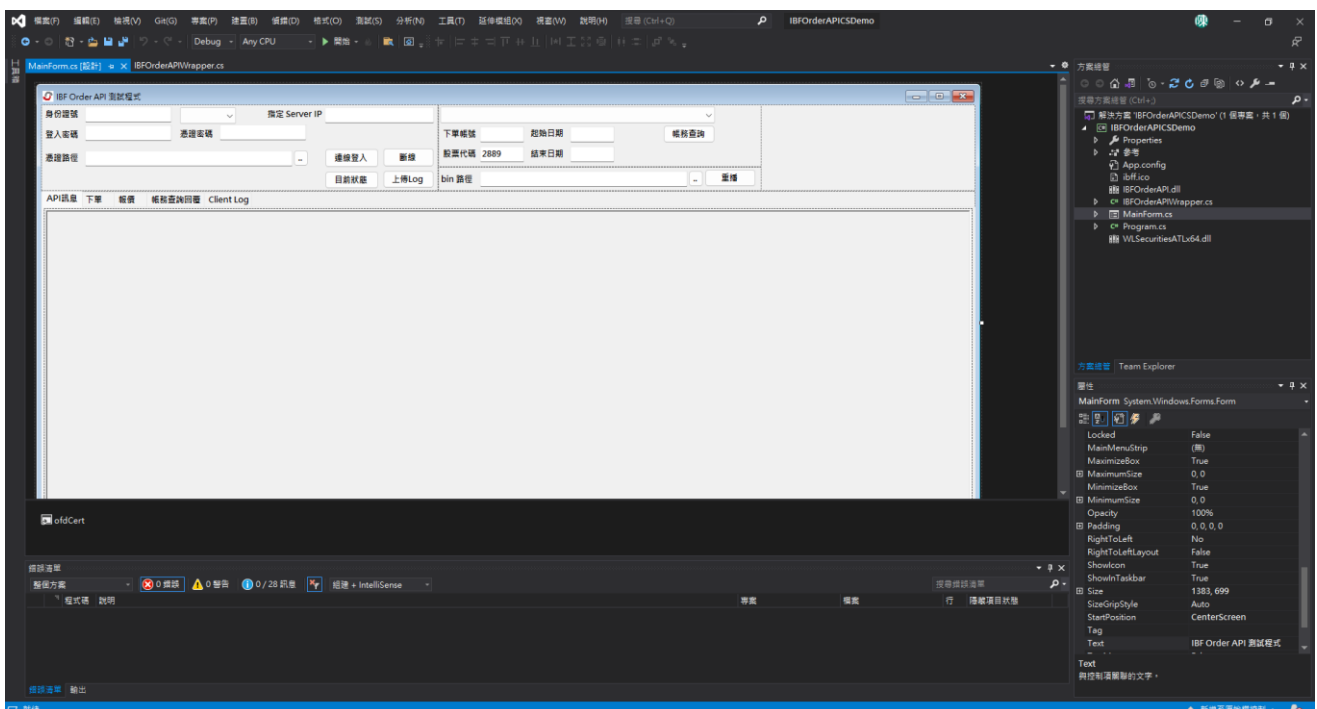 檔案(F) 編輯(E) 檢視(V) Git(G) 專案(P) 建置(B) 偵錯(D) 格式(O) 測試(S) 分析(N) 工具(T) 延伸模組(X) 視窗(W) 說明(H) 搜尋 (Ctrl+Q) IBFOrderAPICSDemo
Debug Any CPU 開始
MainForm.cs [設計] IBFOrderAPIWrapper.cs
工具箱
IBF Order API 測試程式
身份證號 指定 Server IP
登入密碼 憑證密碼
憑證路徑 .. 連線登入 斷線
目前狀態 上傳Log
下單帳號 起始日期 帳務查詢
股票代碼 2889 結束日期
bin 路徑 .. 重播
API訊息 下單 報價 帳務查詢回覆 Client Log
ofdCert
錯誤清單
整個方案 0 錯誤 0 警告 0 / 28 訊息 組建 + IntelliSense 搜尋錯誤清單
程式碼 說明 專案 檔案 行 隱藏項目狀態
錯誤清單 輸出
方案總管
搜尋方案總管 (Ctrl+;)
解決方案 'IBFOrderAPICSDemo' (1 個專案，共 1 個)
IBFOrderAPICSDemo
Properties
參考
App.config
ibff.ico
IBFOrderAPI.dll
IBFOrderAPIWrapper.cs
MainForm.cs
Program.cs
WLSecuritiesATLx64.dll
方案總管 Team Explorer
屬性
MainForm System.Windows.Forms.Form
Locked False
MainMenuStrip (無)
MaximizeBox True
MaximumSize 0, 0
MinimizeBox True
MinimumSize 0, 0
Opacity 100%
Padding 0, 0, 0, 0
RightToLeft No
RightToLeftLayout False
ShowIcon True
ShowInTaskbar True
Size 1383, 699
SizeGripStyle Auto
StartPosition CenterScreen
Tag
Text IBF Order API 測試程式
Text
與控制項關聯的文字。